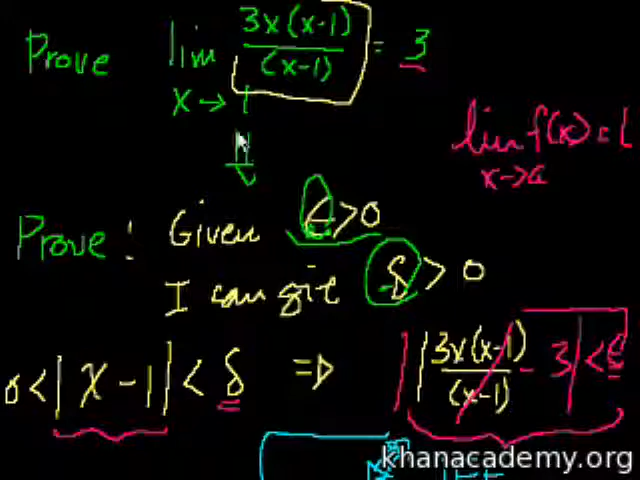 Prove lim 3x(x-1)/(x-1) = 3
x→1
lim f(x) = L
x→a
Prove: Given ε>0
I can give δ > 0
0<|x-1|<δ ⇒ |3x(x-1)/(x-1) - 3| < ε
khanacademy.org